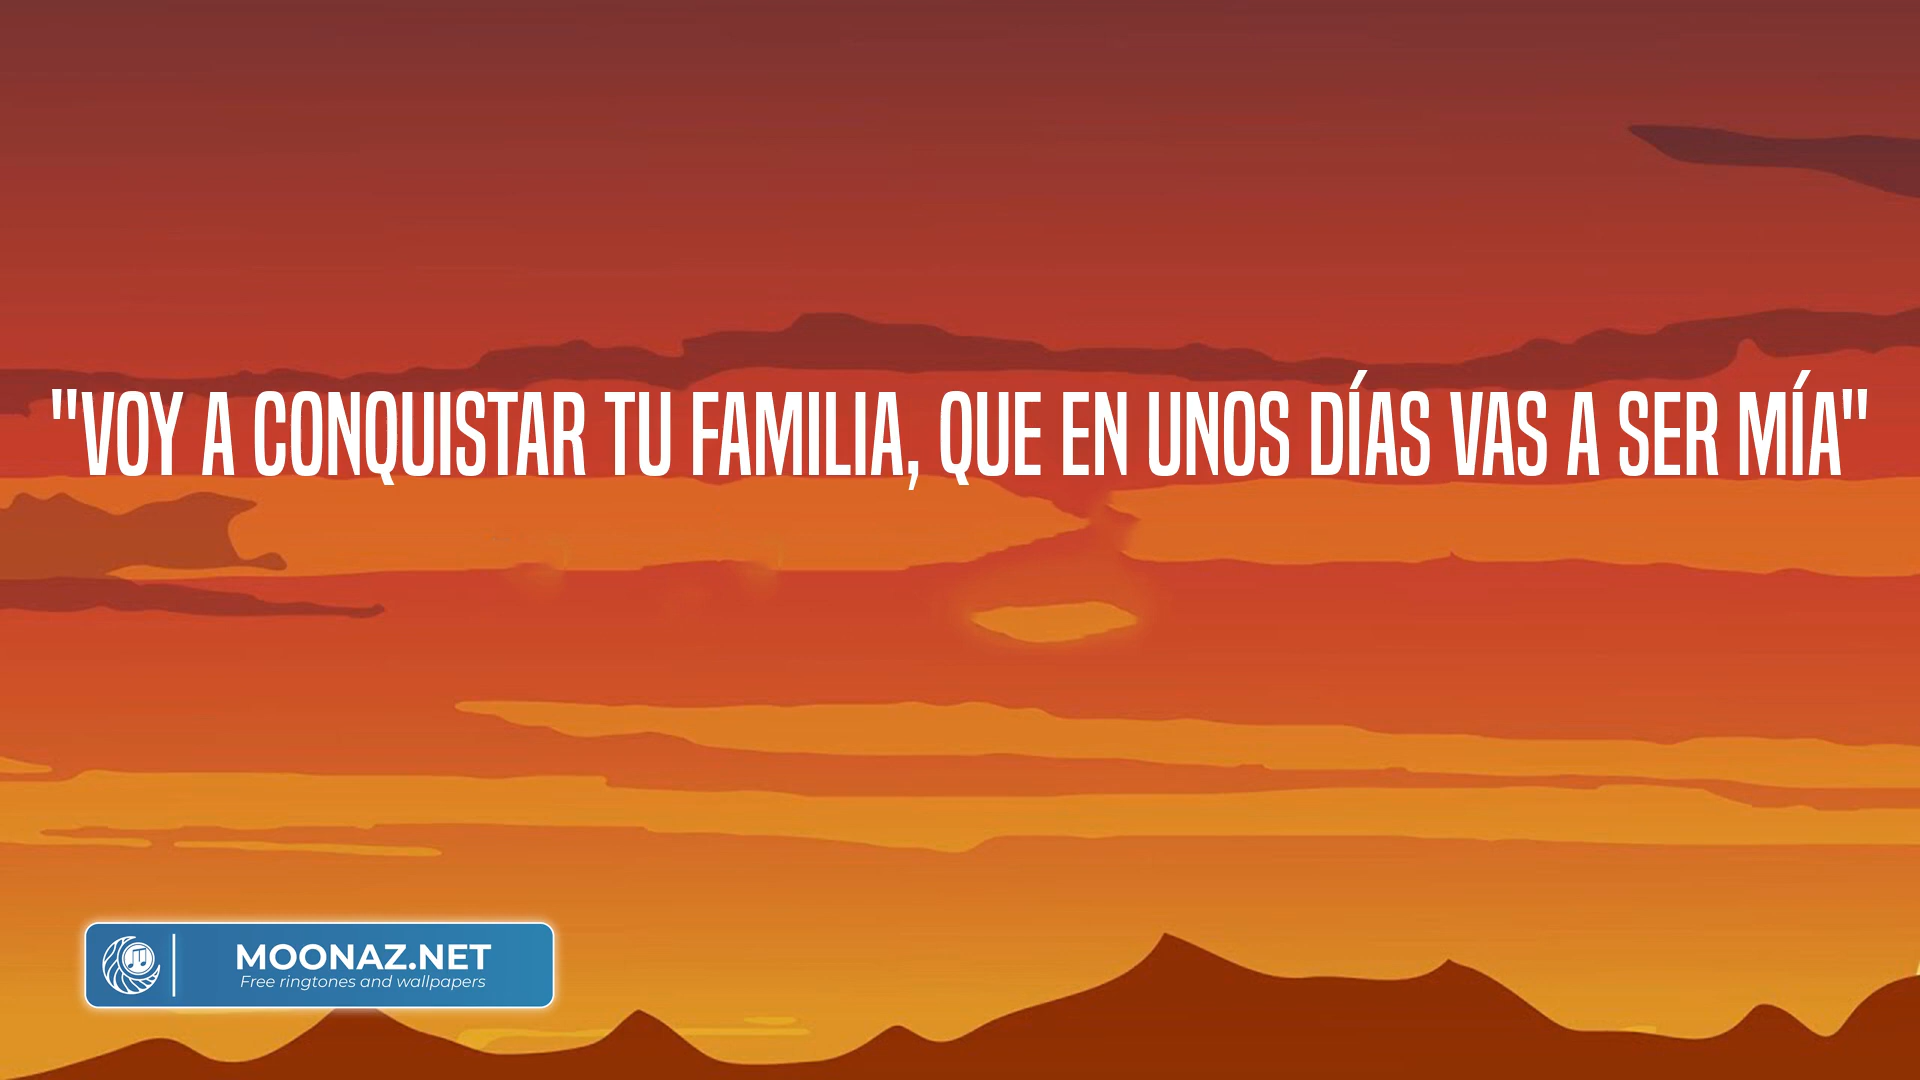 "VOY A CONQUISTAR TU FAMILIA, QUE EN UNOS DÍAS VAS A SER MÍA"
MOONAZ.NET
Free ringtones and wallpapers